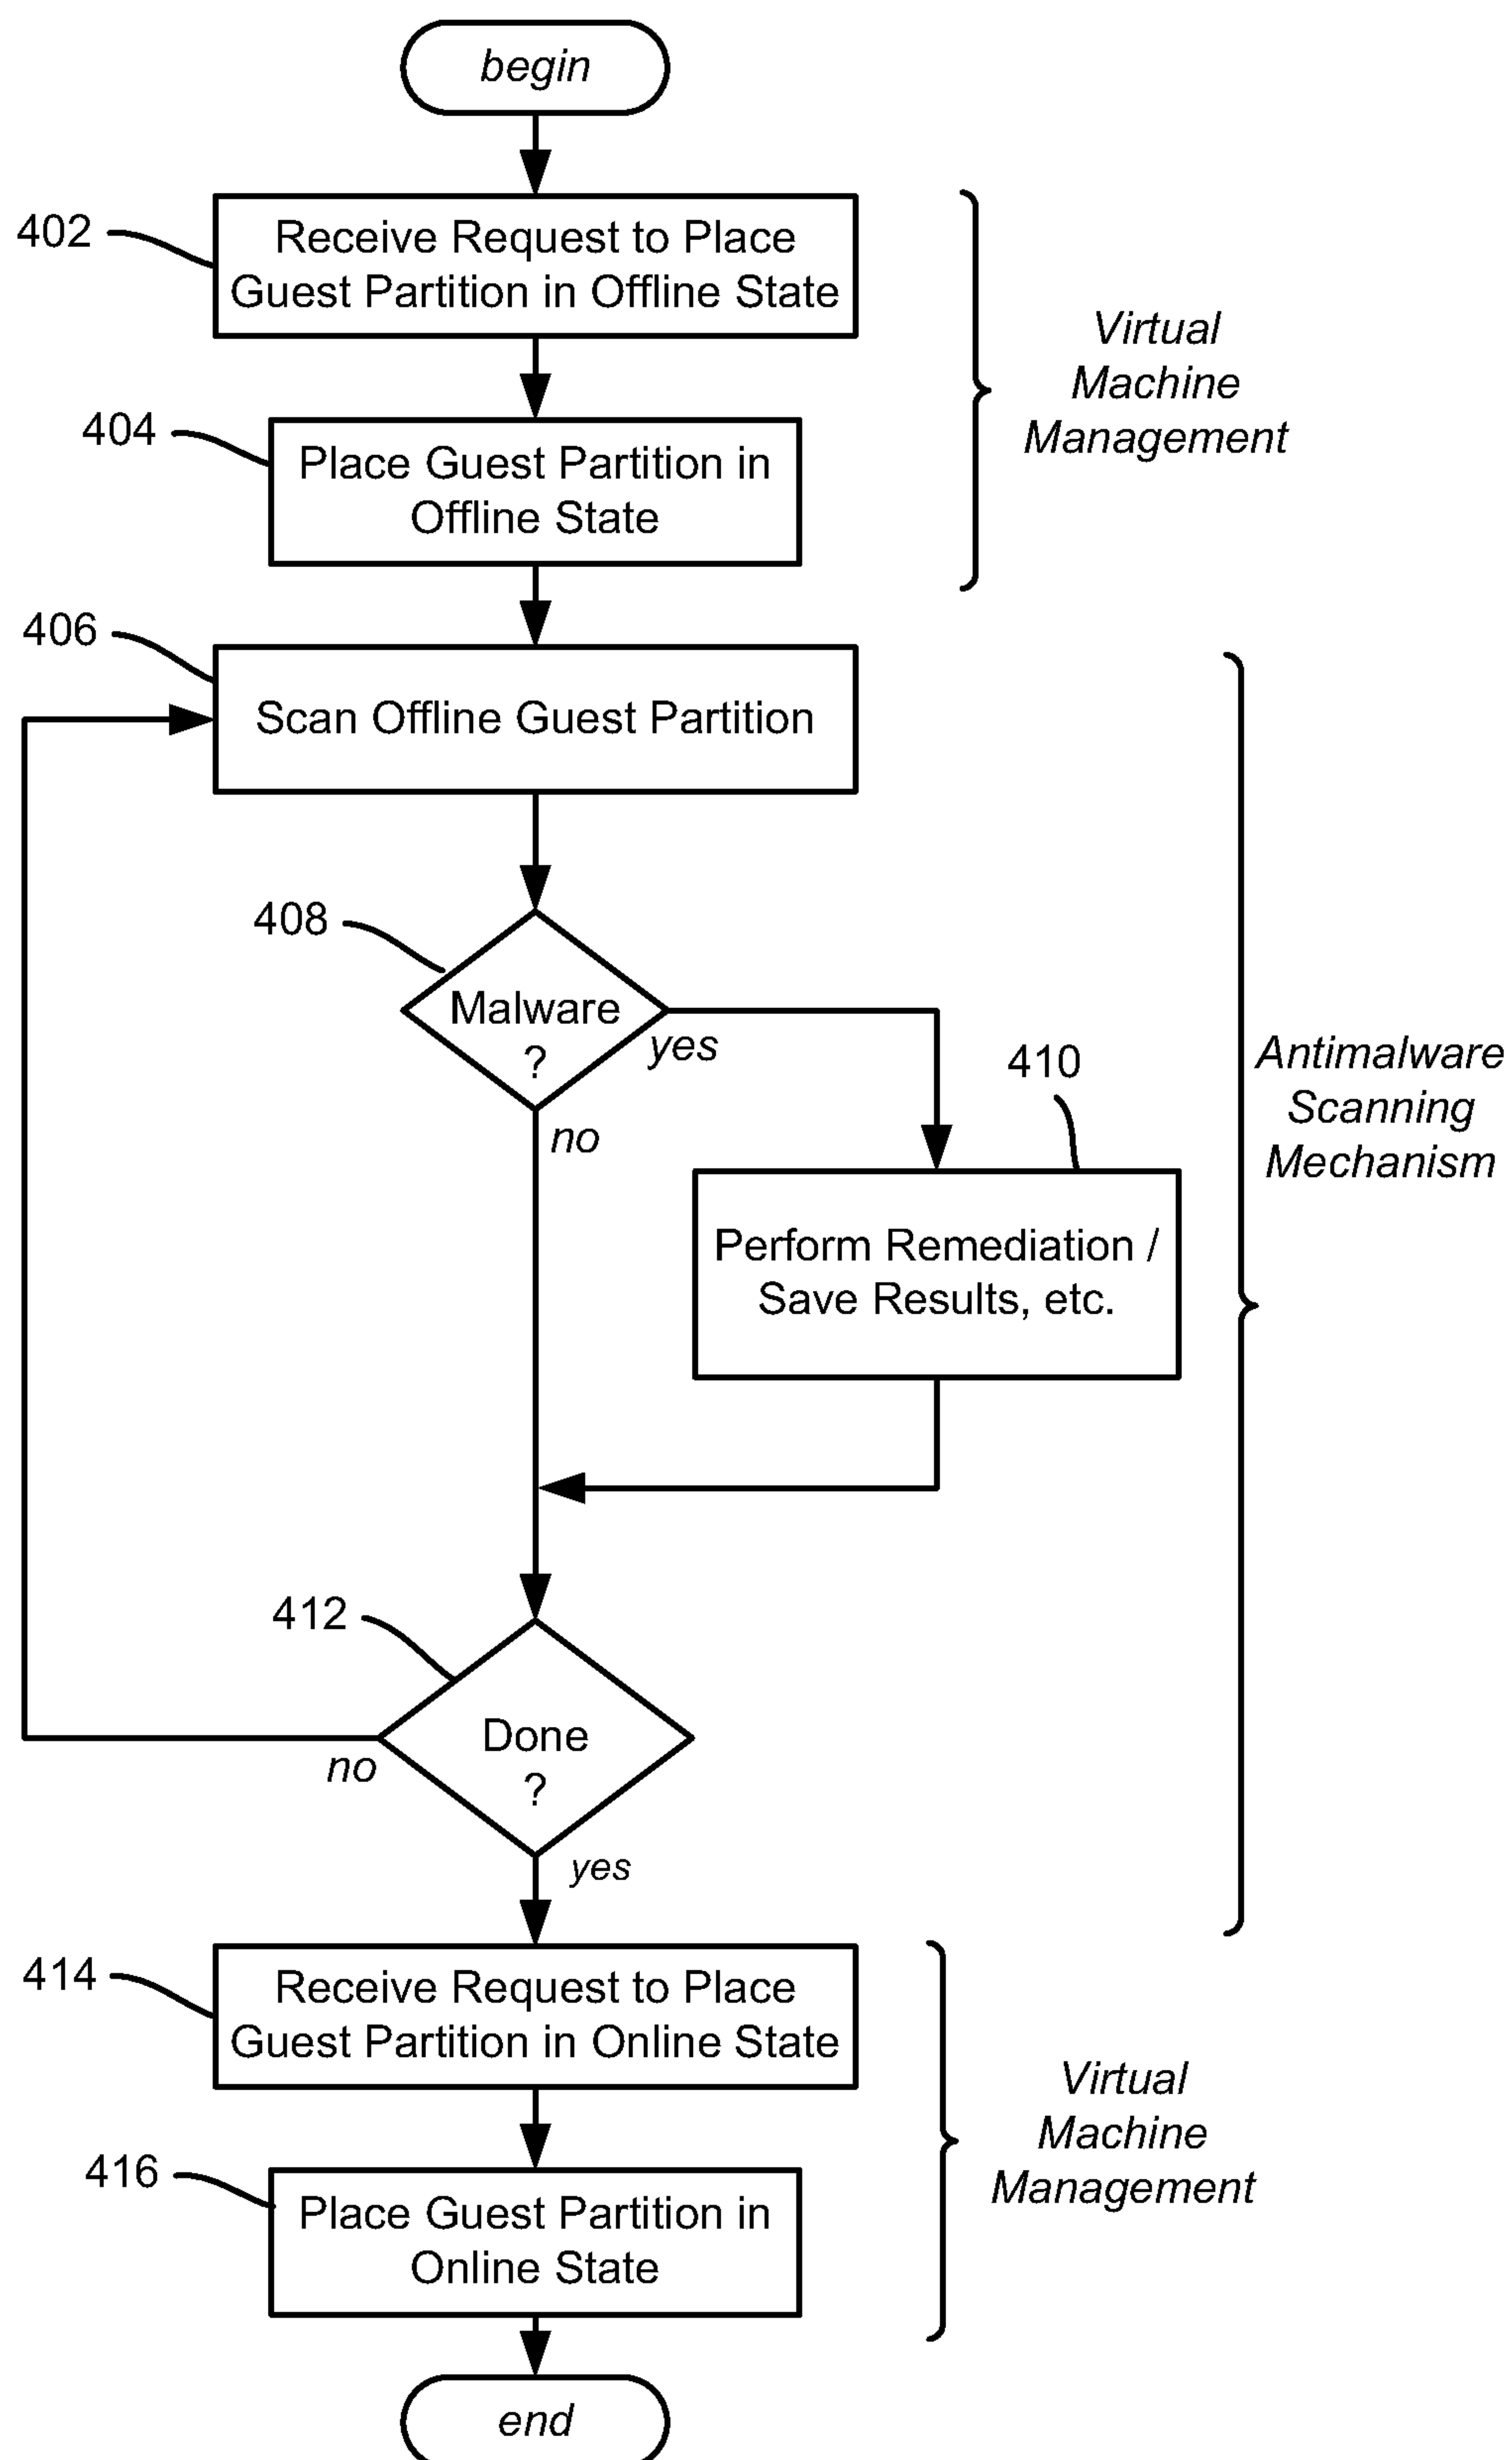 begin
402
Receive Request to Place
Guest Partition in Offline State
Virtual
Machine
Management
404
Place Guest Partition in
Offline State
406
Scan Offline Guest Partition
408
Malware
?
yes
no
410
Perform Remediation /
Save Results, etc.
Antimalware
Scanning
Mechanism
412
Done
?
no
yes
414
Receive Request to Place
Guest Partition in Online State
Virtual
Machine
Management
416
Place Guest Partition in
Online State
end